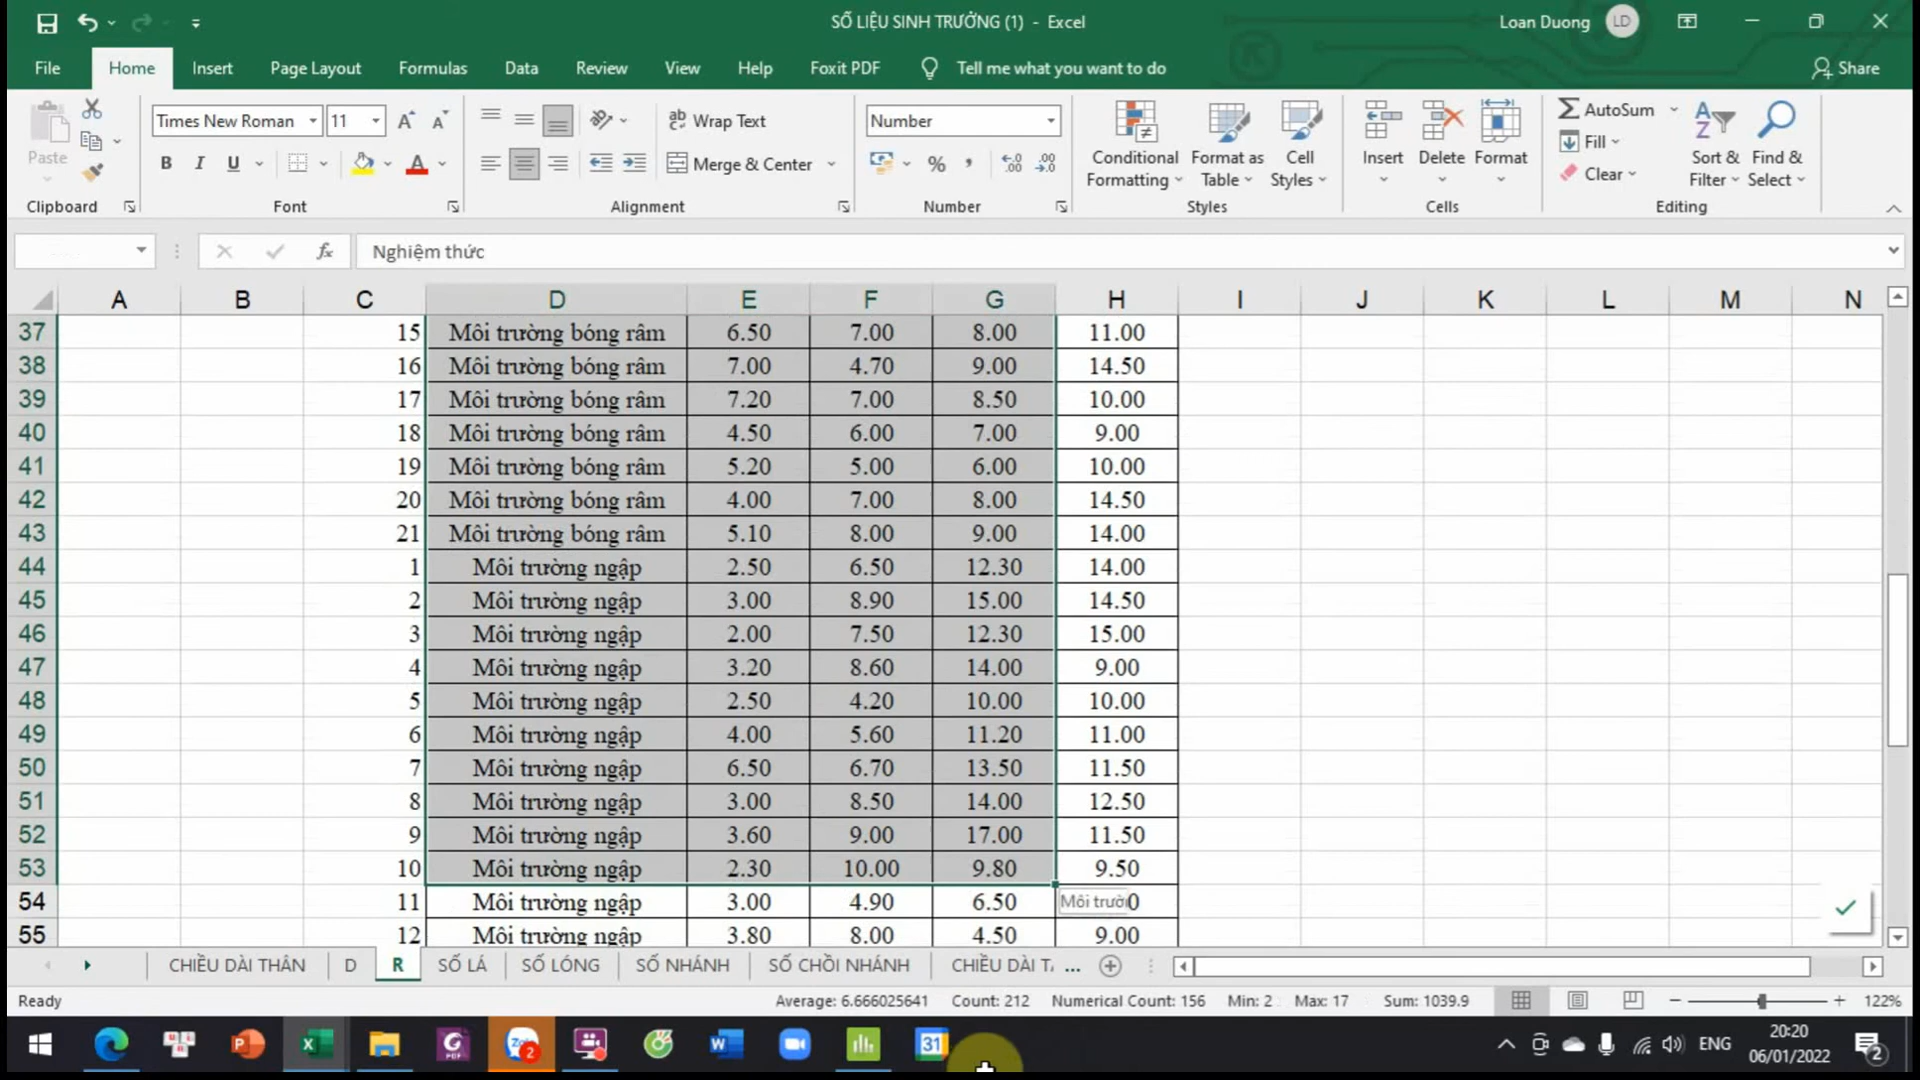 SỐ LIỆU SINH TRƯỞNG (1) - Excel
Loan Duong LD
File Home Insert Page Layout Formulas Data Review View Help Foxit PDF Tell me what you want to do Share
Times New Roman 11 Wrap Text Number AutoSum
Paste Fill
B I U Merge & Center % Conditional Formatting Format as Table Cell Styles Insert Delete Format Clear Sort & Filter Find & Select
Clipboard Font Alignment Number Styles Cells Editing
fx Nghiệm thức
A B C D E F G H I J K L M N
37 15 Môi trường bóng râm 6.50 7.00 8.00 11.00
38 16 Môi trường bóng râm 7.00 4.70 9.00 14.50
39 17 Môi trường bóng râm 7.20 7.00 8.50 10.00
40 18 Môi trường bóng râm 4.50 6.00 7.00 9.00
41 19 Môi trường bóng râm 5.20 5.00 6.00 10.00
42 20 Môi trường bóng râm 4.00 7.00 8.00 14.50
43 21 Môi trường bóng râm 5.10 8.00 9.00 14.00
44 1 Môi trường ngập 2.50 6.50 12.30 14.00
45 2 Môi trường ngập 3.00 8.90 15.00 14.50
46 3 Môi trường ngập 2.00 7.50 12.30 15.00
47 4 Môi trường ngập 3.20 8.60 14.00 9.00
48 5 Môi trường ngập 2.50 4.20 10.00 10.00
49 6 Môi trường ngập 4.00 5.60 11.20 11.00
50 7 Môi trường ngập 6.50 6.70 13.50 11.50
51 8 Môi trường ngập 3.00 8.50 14.00 12.50
52 9 Môi trường ngập 3.60 9.00 17.00 11.50
53 10 Môi trường ngập 2.30 10.00 9.80 9.50
54 11 Môi trường ngập 3.00 4.90 6.50
55 12 Môi trường ngập 3.80 8.00 4.50 9.00
CHIỀU DÀI THÂN D R SỐ LÁ SỐ LÓNG SỐ NHÁNH SỐ CHỒI NHÁNH CHIỀU DÀI ...
Ready Average: 6.666025641 Count: 212 Numerical Count: 156 Min: 2 Max: 17 Sum: 1039.9 122%
ENG 20:20
06/01/2022